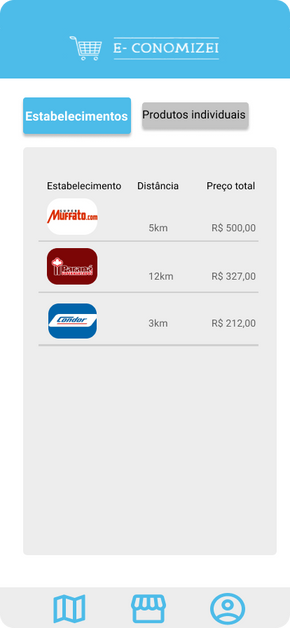 E- CONOMIZEI
Estabelecimentos Produtos individuais
Estabelecimento Distância Preço total
Muffato.com
5km R$ 500,00
Paraná
12km R$ 327,00
Condor
3km R$ 212,00